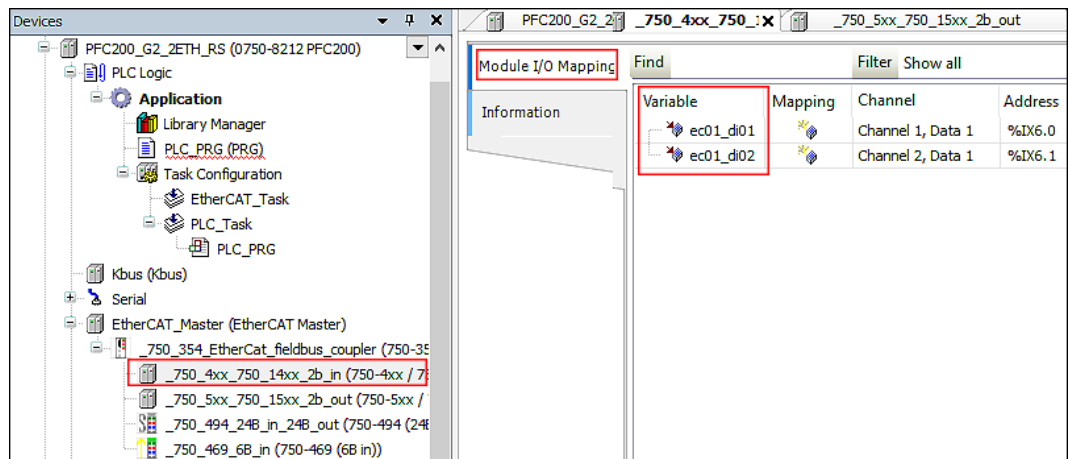 Devices
PFC200_G2_2ETH_RS (0750-8212 PFC200)
PLC Logic
Application
Library Manager
PLC_PRG (PRG)
Task Configuration
EtherCAT_Task
PLC_Task
PLC_PRG
Kbus (Kbus)
Serial
EtherCAT_Master (EtherCAT Master)
_750_354_EtherCat_fieldbus_coupler (750-35
_750_4xx_750_14xx_2b_in (750-4xx / 7
_750_5xx_750_15xx_2b_out (750-5xx /
_750_494_24B_in_24B_out (750-494 (24B
_750_469_6B_in (750-469 (6B in))
PFC200_G2_2 _750_4xx_750_1 _750_5xx_750_15xx_2b_out
Module I/O Mapping
Information
Find Filter Show all
Variable Mapping Channel Address
ec01_di01 Channel 1, Data 1 %IX6.0
ec01_di02 Channel 2, Data 1 %IX6.1